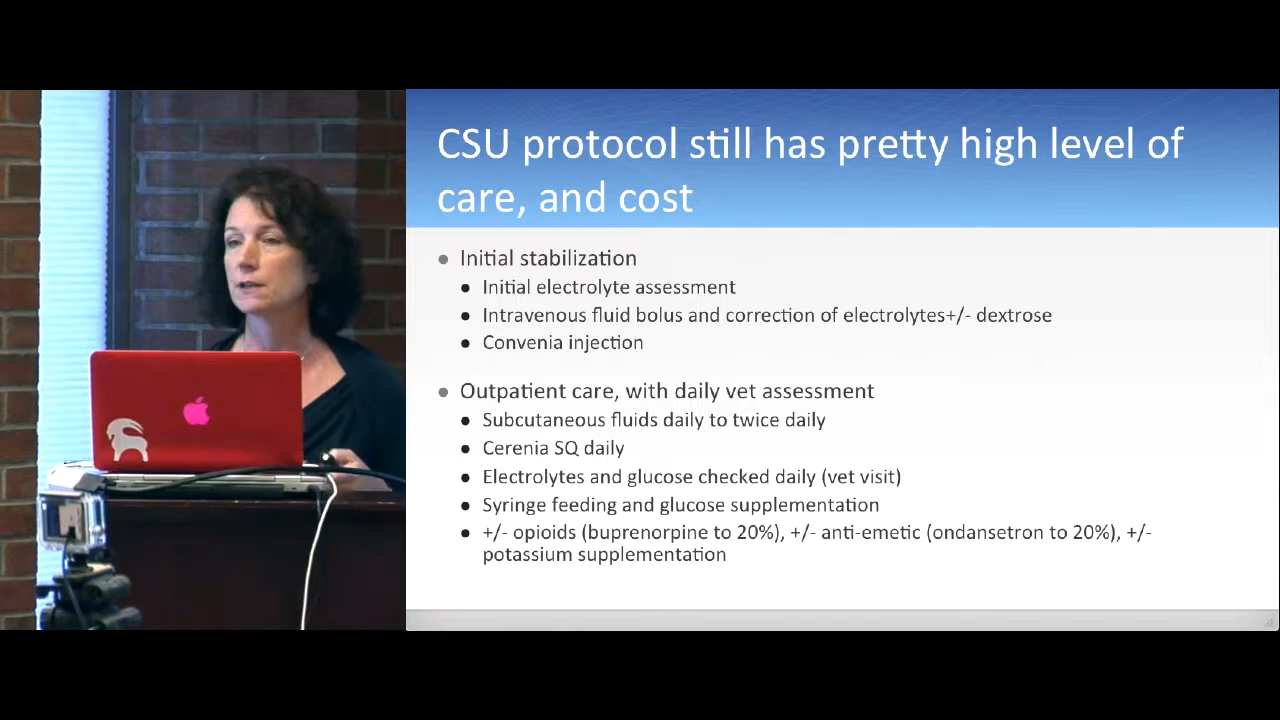 CSU protocol still has pretty high level of
care, and cost
Initial stabilization
Initial electrolyte assessment
Intravenous fluid bolus and correction of electrolytes+/- dextrose
Convenia injection
Outpatient care, with daily vet assessment
Subcutaneous fluids daily to twice daily
Cerenia SQ daily
Electrolytes and glucose checked daily (vet visit)
Syringe feeding and glucose supplementation
+/- opioids (buprenorpine to 20%), +/- anti-emetic (ondansetron to 20%), +/-
potassium supplementation